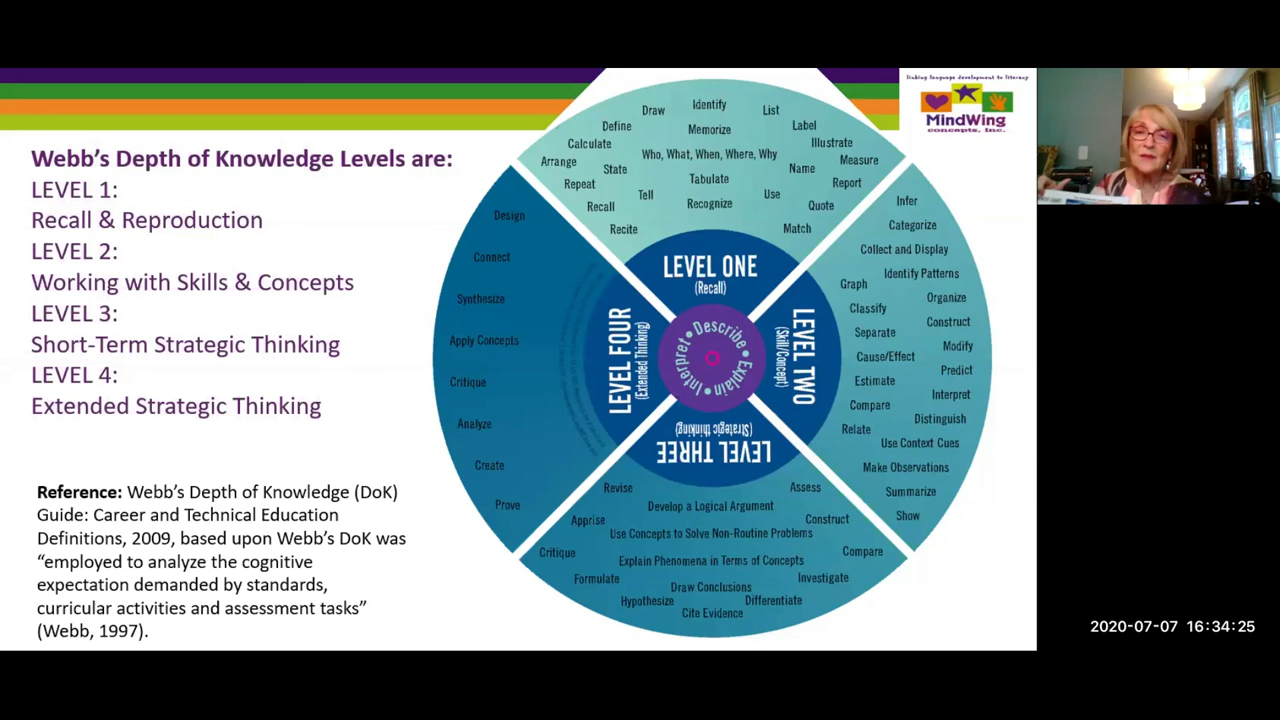 linking language development to literacy
MindWing
concepts, inc.
Webb's Depth of Knowledge Levels are:
LEVEL 1:
Recall & Reproduction
LEVEL 2:
Working with Skills & Concepts
LEVEL 3:
Short-Term Strategic Thinking
LEVEL 4:
Extended Strategic Thinking
Reference: Webb's Depth of Knowledge (DoK)
Guide: Career and Technical Education
Definitions, 2009, based upon Webb's DoK was
“employed to analyze the cognitive
expectation demanded by standards,
curricular activities and assessment tasks”
(Webb, 1997).
LEVEL ONE
(Recall)
Draw
Identify
List
Define
Memorize
Label
Calculate
Illustrate
Who, What, When, Where, Why
Arrange
Measure
State
Name
Tabulate
Repeat
Report
Tell
Use
Recall
Recognize
Quote
Recite
Match
LEVEL TWO
(Skill/Concept)
Infer
Categorize
Collect and Display
Identify Patterns
Graph
Organize
Classify
Construct
Separate
Modify
Cause/Effect
Predict
Estimate
Interpret
Compare
Distinguish
Relate
Use Context Cues
Make Observations
Summarize
Show
LEVEL THREE
(Strategic thinking)
Revise
Assess
Develop a Logical Argument
Apprise
Construct
Use Concepts to Solve Non-Routine Problems
Critique
Compare
Explain Phenomena in Terms of Concepts
Formulate
Investigate
Draw Conclusions
Hypothesize
Differentiate
Cite Evidence
LEVEL FOUR
(Extended Thinking)
Design
Connect
Synthesize
Apply Concepts
Critique
Analyze
Create
Prove
Describe • Explain • Interpret •
2020-07-07 16:34:25